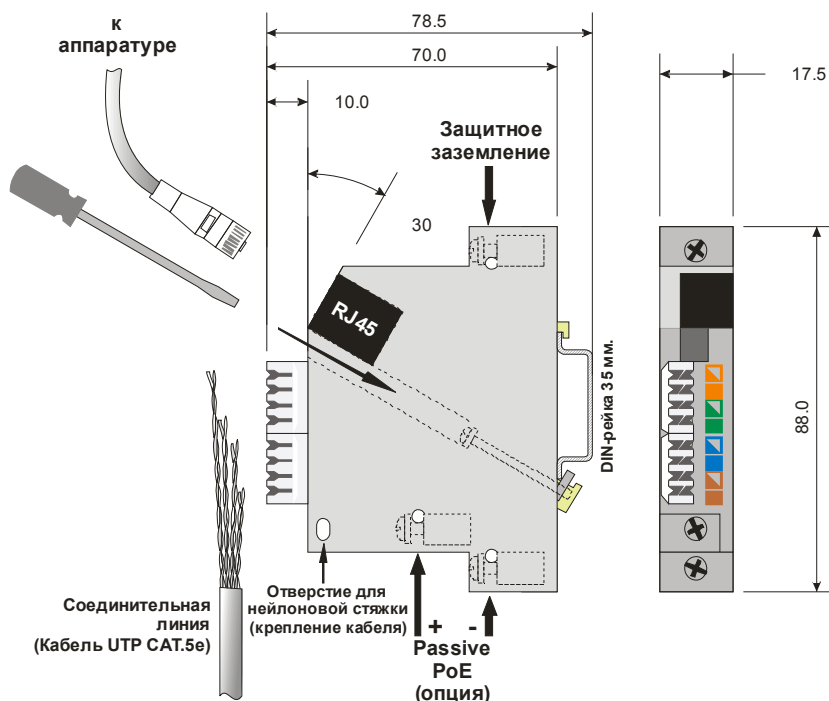 к
аппаратуре
78.5
70.0
10.0
17.5
Защитное
заземление
30
RJ45
DIN-рейка 35 мм.
88.0
Соединительная
линия
(Кабель UTP CAT.5e)
Отверстие для
нейлоновой стяжки
(крепление кабеля)
+ -
Passive
PoE
(опция)